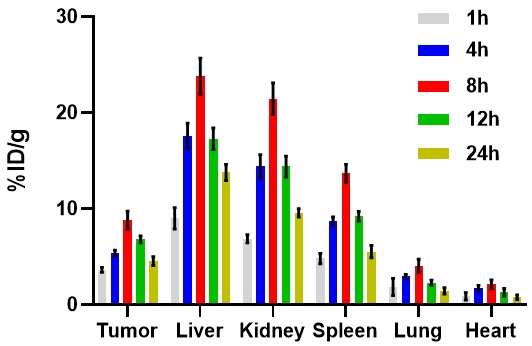 30
20
10
0
%ID/g
1h
4h
8h
12h
24h
Tumor Liver Kidney Spleen Lung Heart